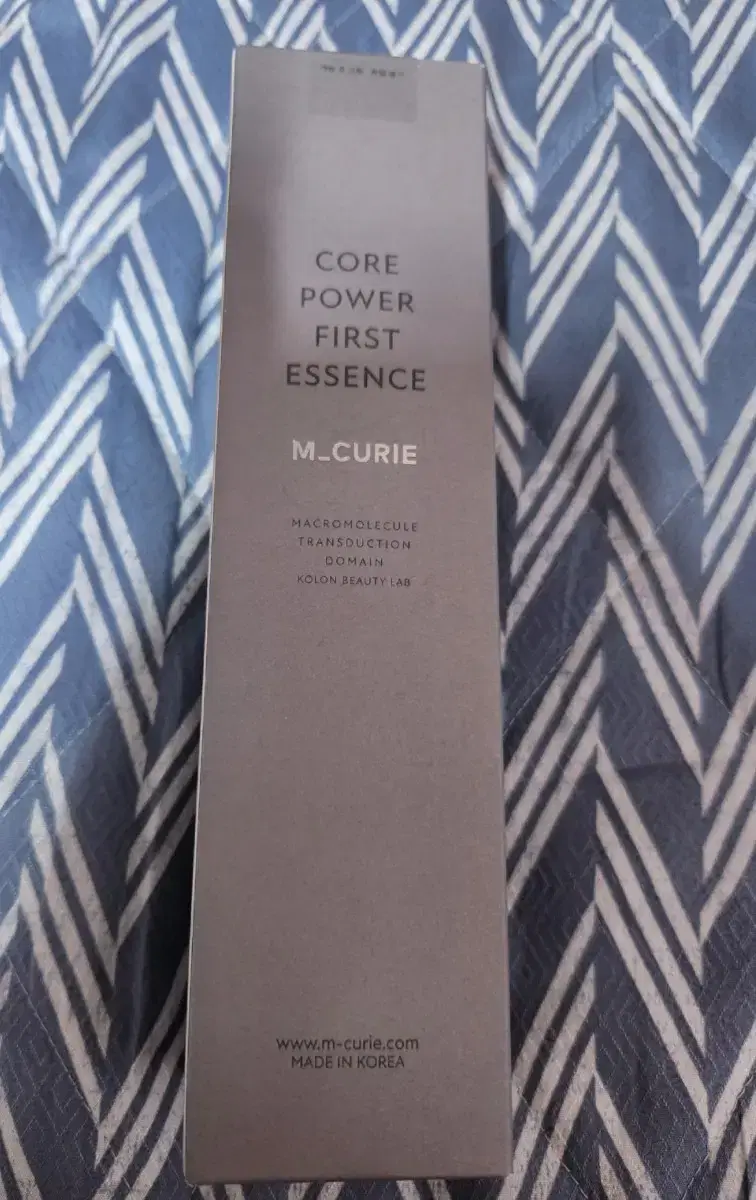 CORE
POWER
FIRST
ESSENCE
M_CURIE
MACROMOLECULE
TRANSDUCTION
DOMAIN
KOLON BEAUTY LAB
www.m-curie.com
MADE IN KOREA